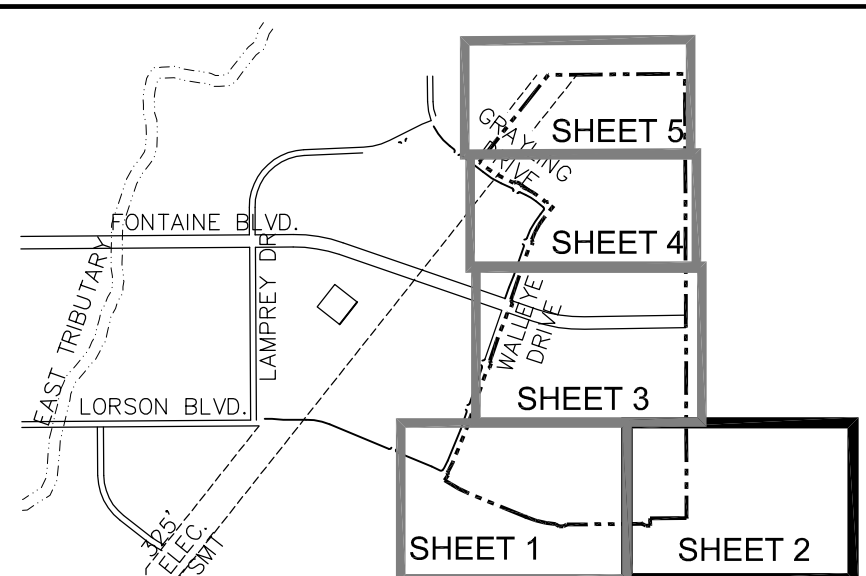 GRAYLING
DRIVE
SHEET 5
FONTAINE BLVD.
SHEET 4
EAST TRIBUTARY
LAMPREY DR
WALLEYE
DRIVE
SHEET 3
LORSON BLVD.
325'
ELEC.
SMT
SHEET 1
SHEET 2